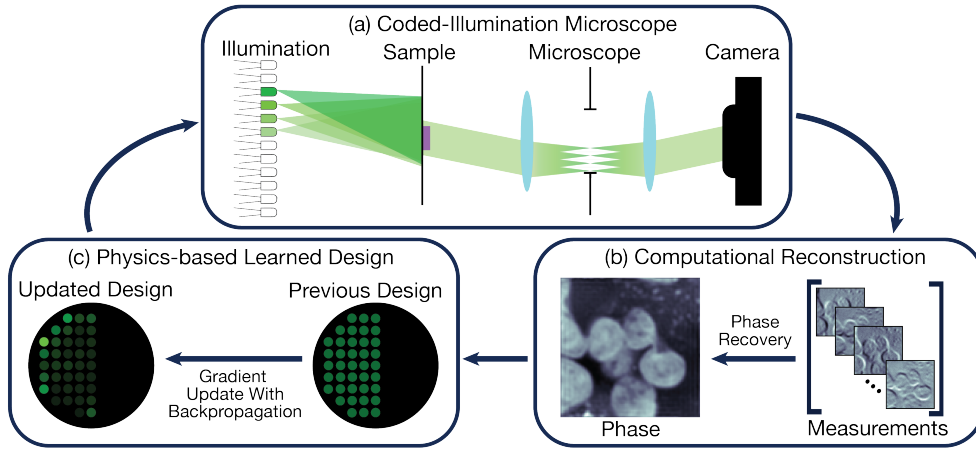 (a) Coded-Illumination Microscope
Illumination
Sample
Microscope
Camera
(b) Computational Reconstruction
Phase
Recovery
Phase
Measurements
(c) Physics-based Learned Design
Updated Design
Previous Design
Gradient
Update With
Backpropagation